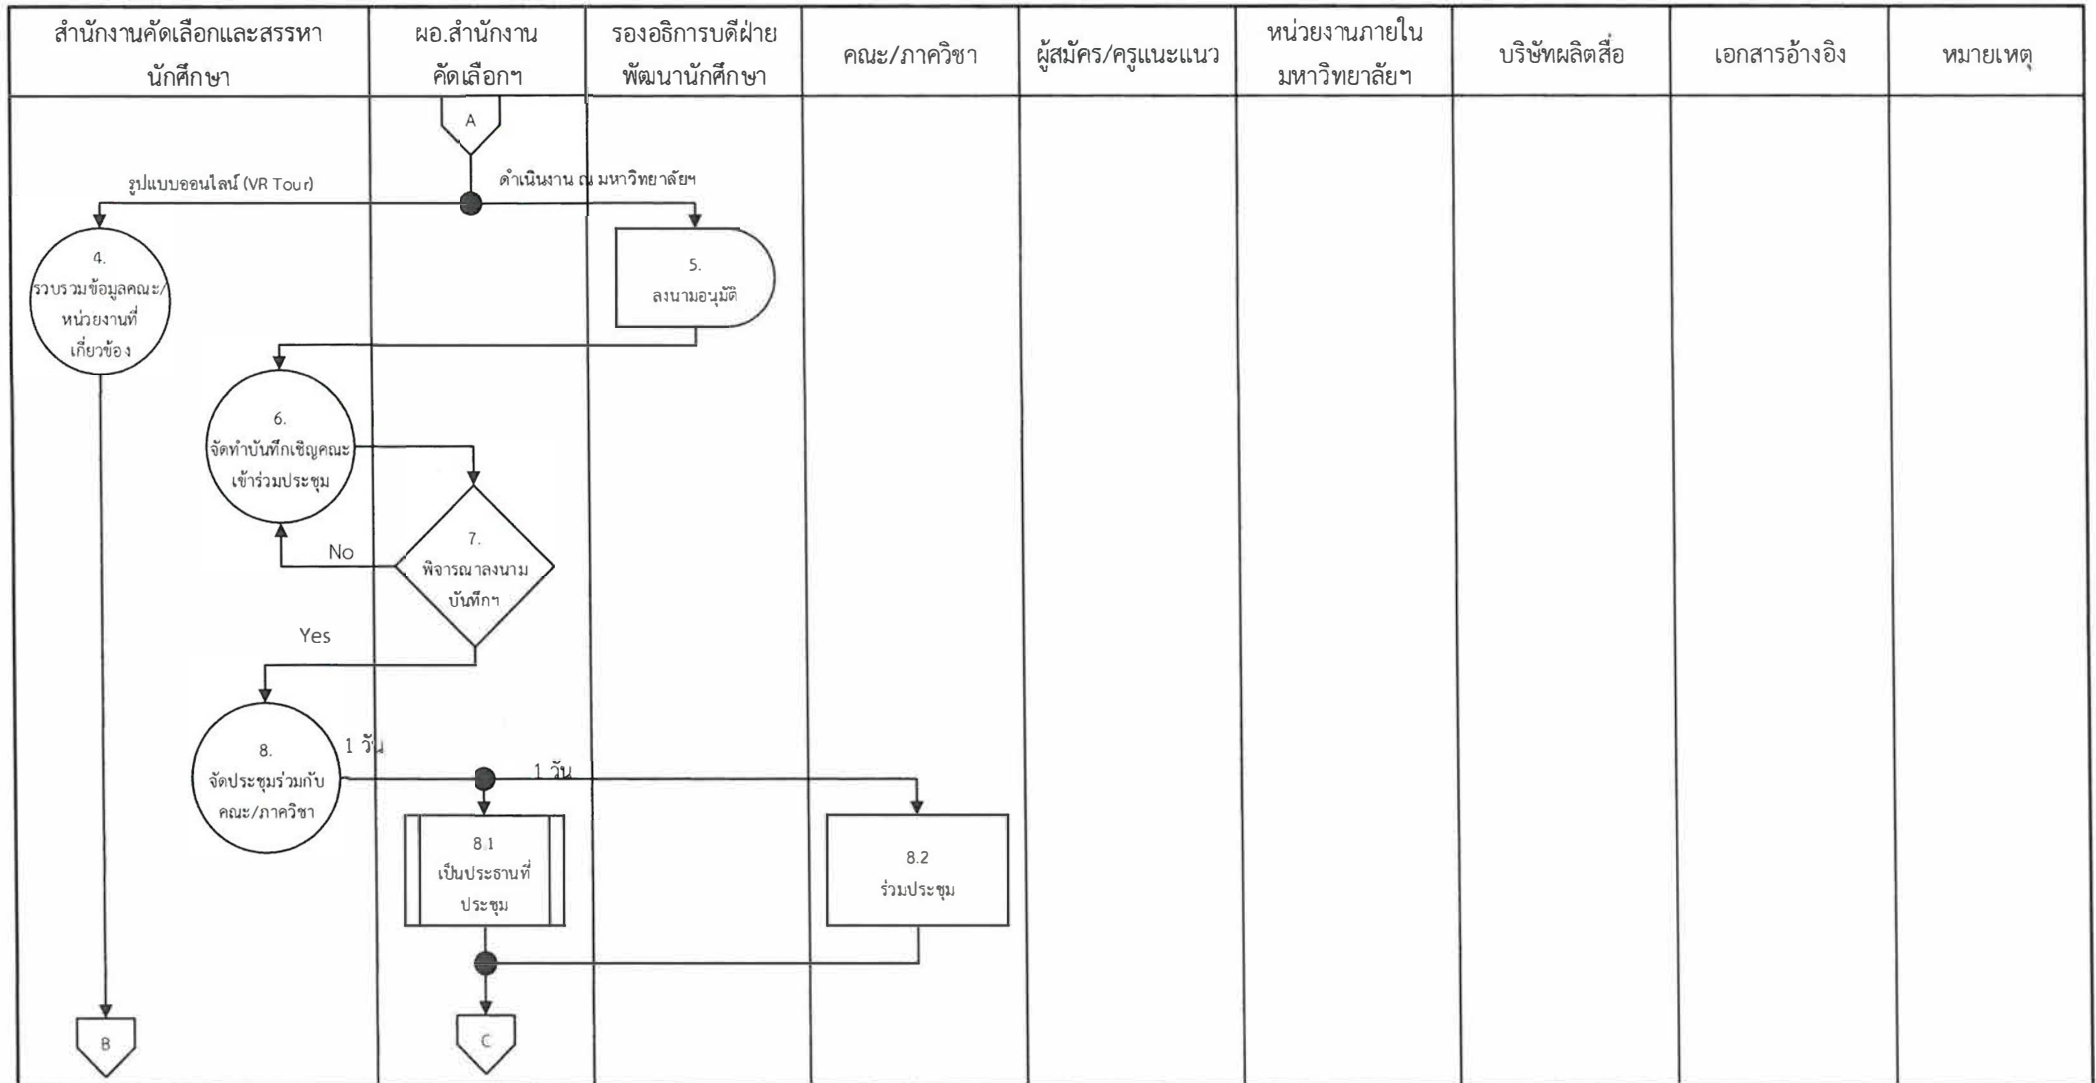 สำนักงานคัดเลือกและสรรหา
นักศึกษา
ผอ.สำนักงาน
คัดเลือกฯ
รองอธิการบดีฝ่าย
พัฒนานักศึกษา
คณะ/ภาควิชา
ผู้สมัคร/ครูแนะแนว
หน่วยงานภายใน
มหาวิทยาลัยฯ
บริษัทผลิตสื่อ
เอกสารอ้างอิง
หมายเหตุ
A
รูปแบบออนไลน์ (VR Tour)
ดำเนินงาน ณ มหาวิทยาลัยฯ
4.
รวบรวมข้อมูลคณะ/
หน่วยงานที่
เกี่ยวข้อง
5.
ลงนามอนุมัติ
6.
จัดทำบันทึกเชิญคณะ
เข้าร่วมประชุม
No
7.
พิจารณาลงนาม
บันทึกฯ
Yes
8.
จัดประชุมร่วมกับ
คณะ/ภาควิชา
1 วัน
1 วัน
8.1
เป็นประธานที่
ประชุม
8.2
ร่วมประชุม
B
C